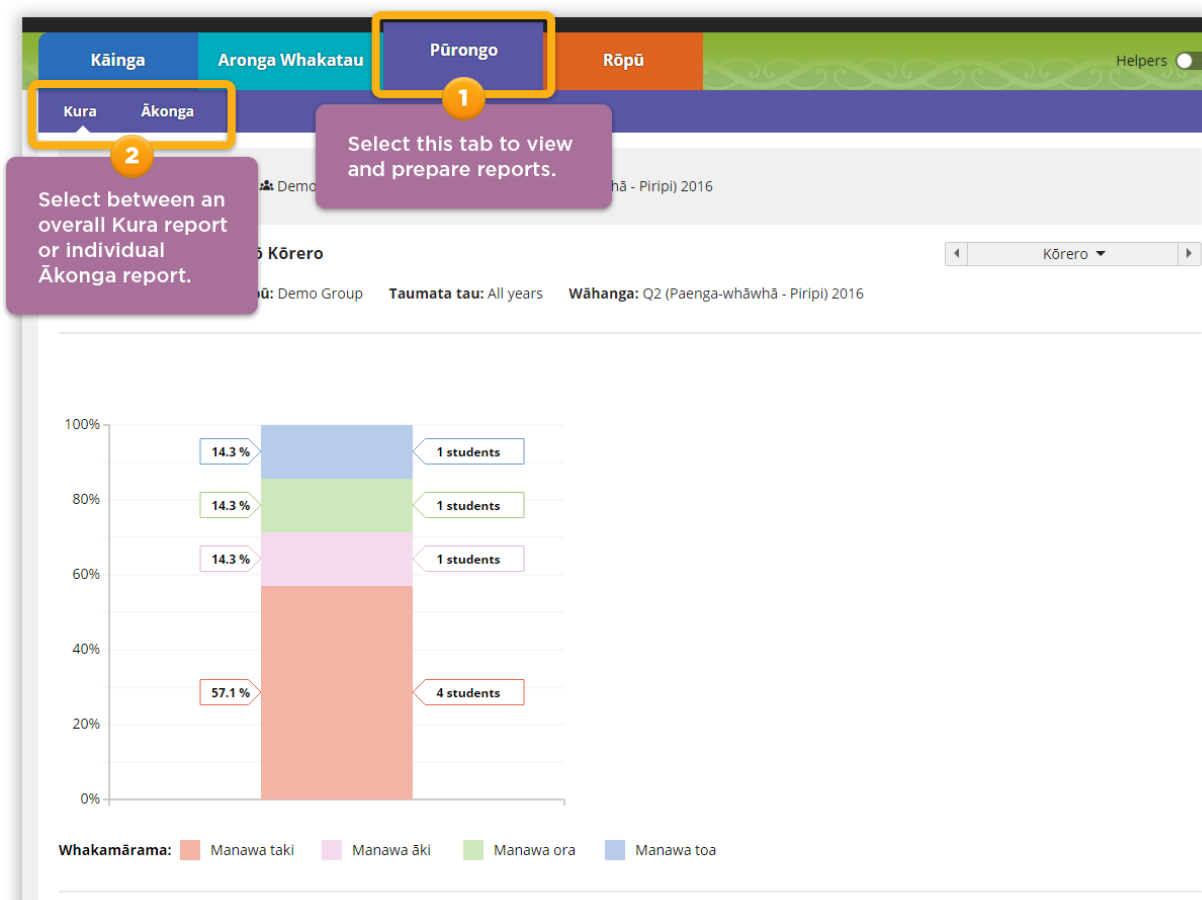 Kāinga
Aronga Whakatau
Pūrongo
Rōpū
Helpers
1
Kura
Ākonga
Select this tab to view
and prepare reports.
2
Select between an
overall Kura report
or individual
Ākonga report.
Demo
- Piripi) 2016
Kōrero
Kōrero
Demo Group Taumata tau: All years Wāhanga: Q2 (Paenga-whāwhā - Piripi) 2016
100%
14.3 %
1 students
80%
14.3 %
1 students
14.3 %
1 students
60%
40%
57.1 %
4 students
20%
0%
Whakamārama: Manawa taki Manawa āki Manawa ora Manawa toa